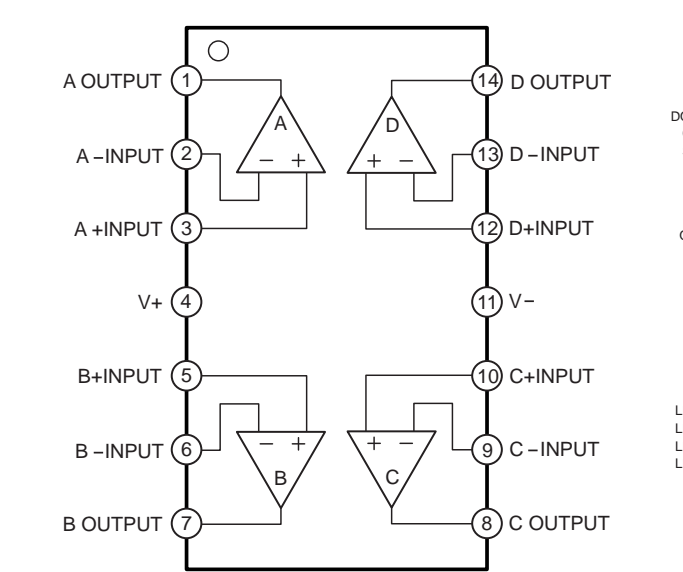 A OUTPUT 1
A −INPUT 2
A +INPUT 3
V+ 4
B+INPUT 5
B −INPUT 6
B OUTPUT 7
14 D OUTPUT
13 D −INPUT
12 D+INPUT
11 V−
10 C+INPUT
9 C −INPUT
8 C OUTPUT
A
− +
D
+ −
− +
B
+ −
C
L
L
L
L